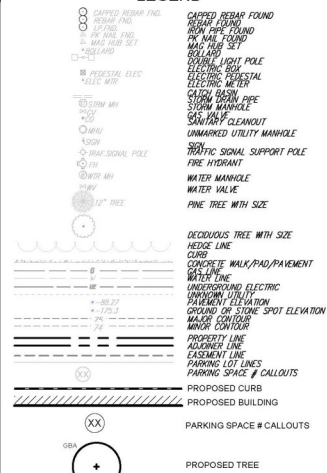 LEGEND
CAPPED REBAR FND. CAPPED REBAR FOUND
REBAR FND. REBAR FOUND
I.P.FND. IRON PIPE FOUND
PK NAIL FND. PK NAIL FOUND
MAG HUB SET MAG HUB SET
BOLLARD BOLLARD
DOUBLE LIGHT POLE
ELECTRIC BOX
PEDESTAL ELEC ELECTRIC PEDESTAL
ELEC MTR ELECTRIC METER
CATCH BASIN
STORM DRAIN PIPE
STRM MH STORM MANHOLE
GV GAS VALVE
CO SANITARY CLEANOUT
MHU UNMARKED UTILITY MANHOLE
SIGN SIGN
TRAF.SIGNAL POLE TRAFFIC SIGNAL SUPPORT POLE
FH FIRE HYDRANT
WTR MH WATER MANHOLE
WV WATER VALVE
12" TREE PINE TREE WITH SIZE
DECIDUOUS TREE WITH SIZE
HEDGE LINE
CURB
CONCRETE WALK/PAD/PAVEMENT
G GAS LINE
W WATER LINE
UE UNDERGROUND ELECTRIC
UNKNOWN UTILITY
PAVEMENT ELEVATION
GROUND OR STONE SPOT ELEVATION
75 MAJOR CONTOUR
74 MINOR CONTOUR
PROPERTY LINE
ADJOINER LINE
EASEMENT LINE
PARKING LOT LINES
XX PARKING SPACE # CALLOUTS
PROPOSED CURB
PROPOSED BUILDING
XX PARKING SPACE # CALLOUTS
GBA
PROPOSED TREE